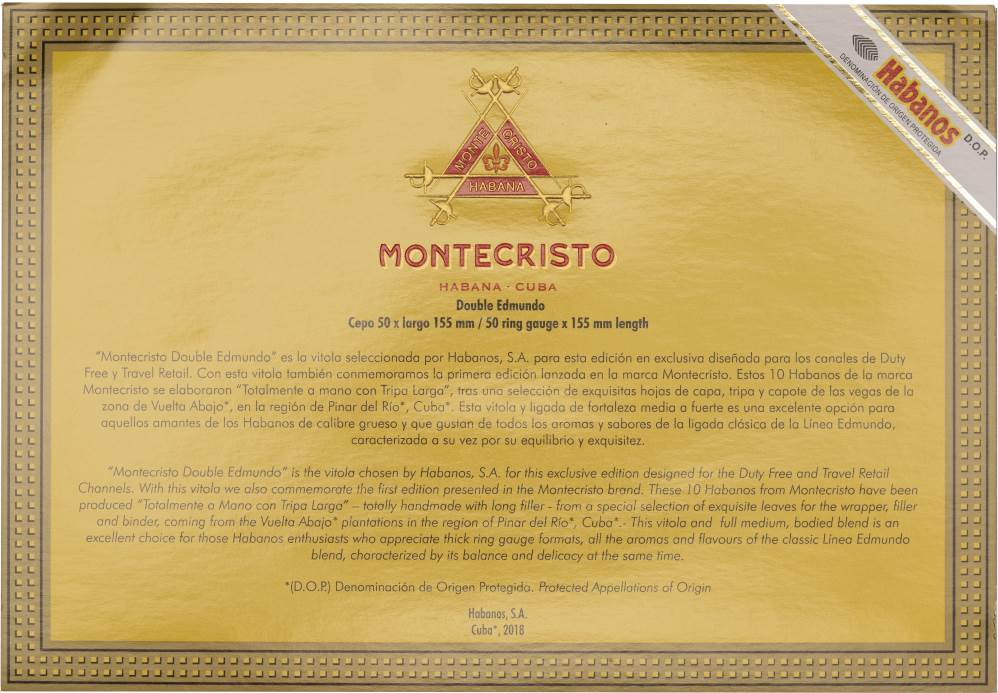 Habanos
D.O.P.
DENOMINACIÓN DE ORIGEN PROTEGIDA
MONTE
CRISTO
HABANA
MONTECRISTO
HABANA · CUBA
Double Edmundo
Cepo 50 x largo 155 mm / 50 ring gauge x 155 mm length
"Montecristo Double Edmundo" es la vitola seleccionada por Habanos, S.A. para esta edición en exclusiva diseñada para los canales de Duty
Free y Travel Retail. Con esta vitola también conmemoramos la primera edición lanzada en la marca Montecristo. Estos 10 Habanos de la marca
Montecristo se elaboraron "Totalmente a mano con Tripa Larga", tras una selección de exquisitas hojas de capa, tripa y capote de las vegas de la
zona de Vuelta Abajo*, en la región de Pinar del Río*, Cuba*. Esta vitola y ligada de fortaleza media a fuerte es una excelente opción para
aquellos amantes de los Habanos de calibre grueso y que gustan de todos los aromas y sabores de la ligada clásica de la Línea Edmundo,
caracterizada a su vez por su equilibrio y exquisitez.
"Montecristo Double Edmundo" is the vitola chosen by Habanos, S.A. for this exclusive edition designed for the Duty Free and Travel Retail
Channels. With this vitola we also commemorate the first edition presented in the Montecristo brand. These 10 Habanos from Montecristo have been
produced "Totalmente a Mano con Tripa Larga" – totally handmade with long filler - from a special selection of exquisite leaves for the wrapper, filler
and binder, coming from the Vuelta Abajo* plantations in the region of Pinar del Río*, Cuba*.- This vitola and full medium, bodied blend is an
excellent choice for those Habanos enthusiasts who appreciate thick ring gauge formats, all the aromas and flavours of the classic Línea Edmundo
blend, characterized by its balance and delicacy at the same time.
*(D.O.P.) Denominación de Origen Protegida. Protected Appellations of Origin
Habanos, S.A.
Cuba*, 2018